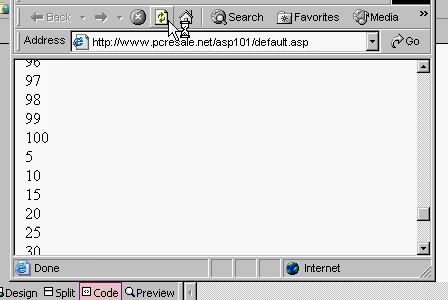 Back Search Favorites Media »
Address http://www.pcresale.net/asp101/default.asp Go
96
97
98
99
100
5
10
15
20
25
30
Done Internet
Design Split Code Preview